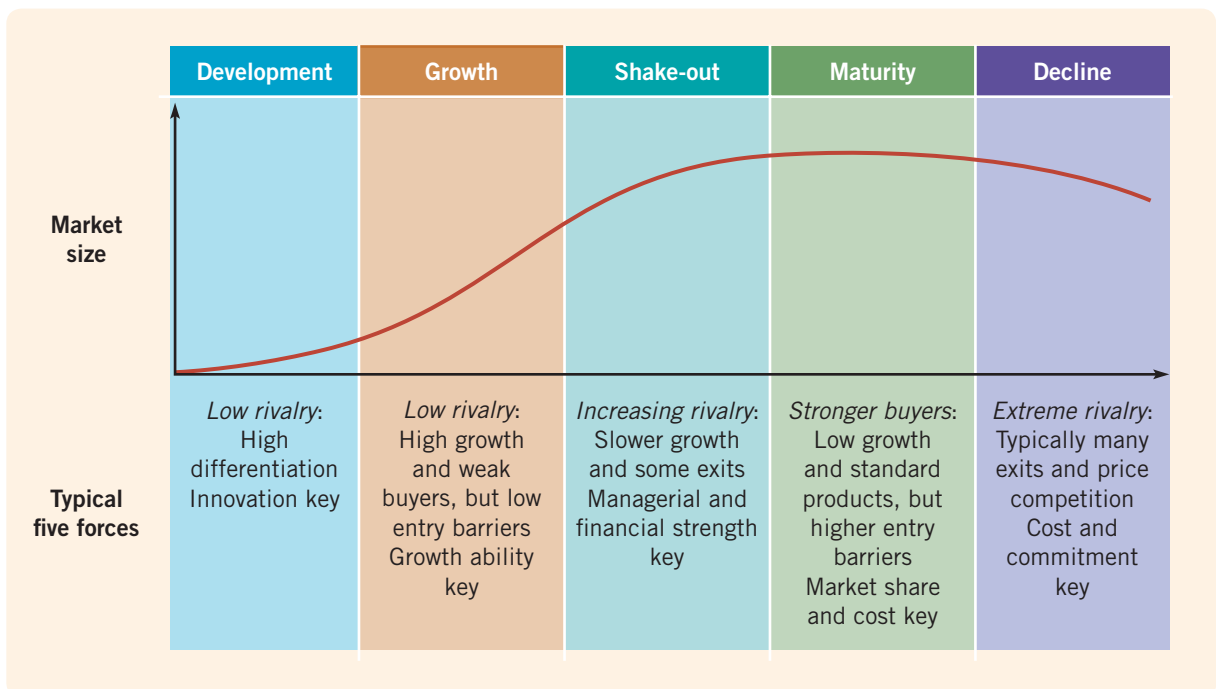 Development
Growth
Shake-out
Maturity
Decline
Market
size
Typical
five forces
Low rivalry:
High
differentiation
Innovation key
Low rivalry:
High growth
and weak
buyers, but low
entry barriers
Growth ability
key
Increasing rivalry:
Slower growth
and some exits
Managerial and
financial strength
key
Stronger buyers:
Low growth
and standard
products, but
higher entry
barriers
Market share
and cost key
Extreme rivalry:
Typically many
exits and price
competition
Cost and
commitment
key